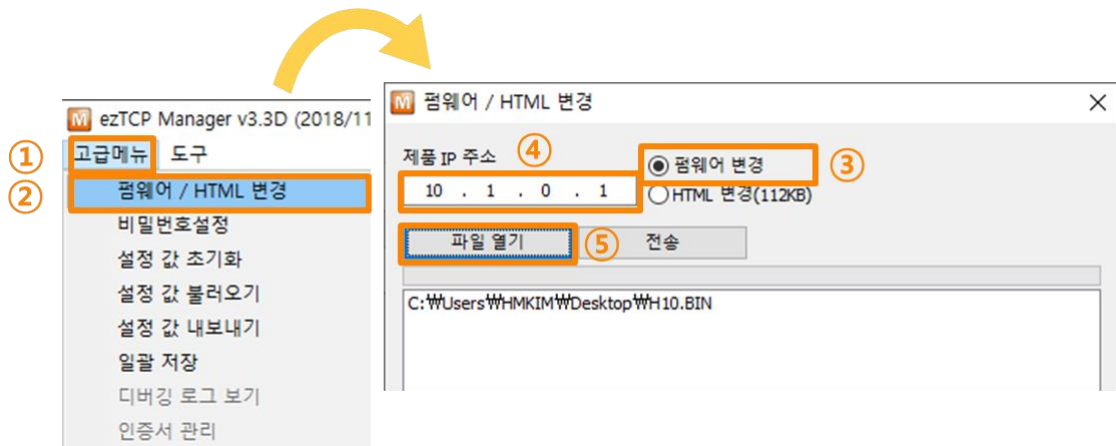 ezTCP Manager v3.3D (2018/11
① 고급메뉴 도구
② 펌웨어 / HTML 변경
비밀번호설정
설정 값 초기화
설정 값 불러오기
설정 값 내보내기
일괄 저장
디버깅 로그 보기
인증서 관리
펌웨어 / HTML 변경
제품 IP 주소 ④ 펌웨어 변경 ③
10 . 1 . 0 . 1 HTML 변경(112KB)
파일 열기 ⑤ 전송
C:₩Users₩HMKIM₩Desktop₩H10.BIN